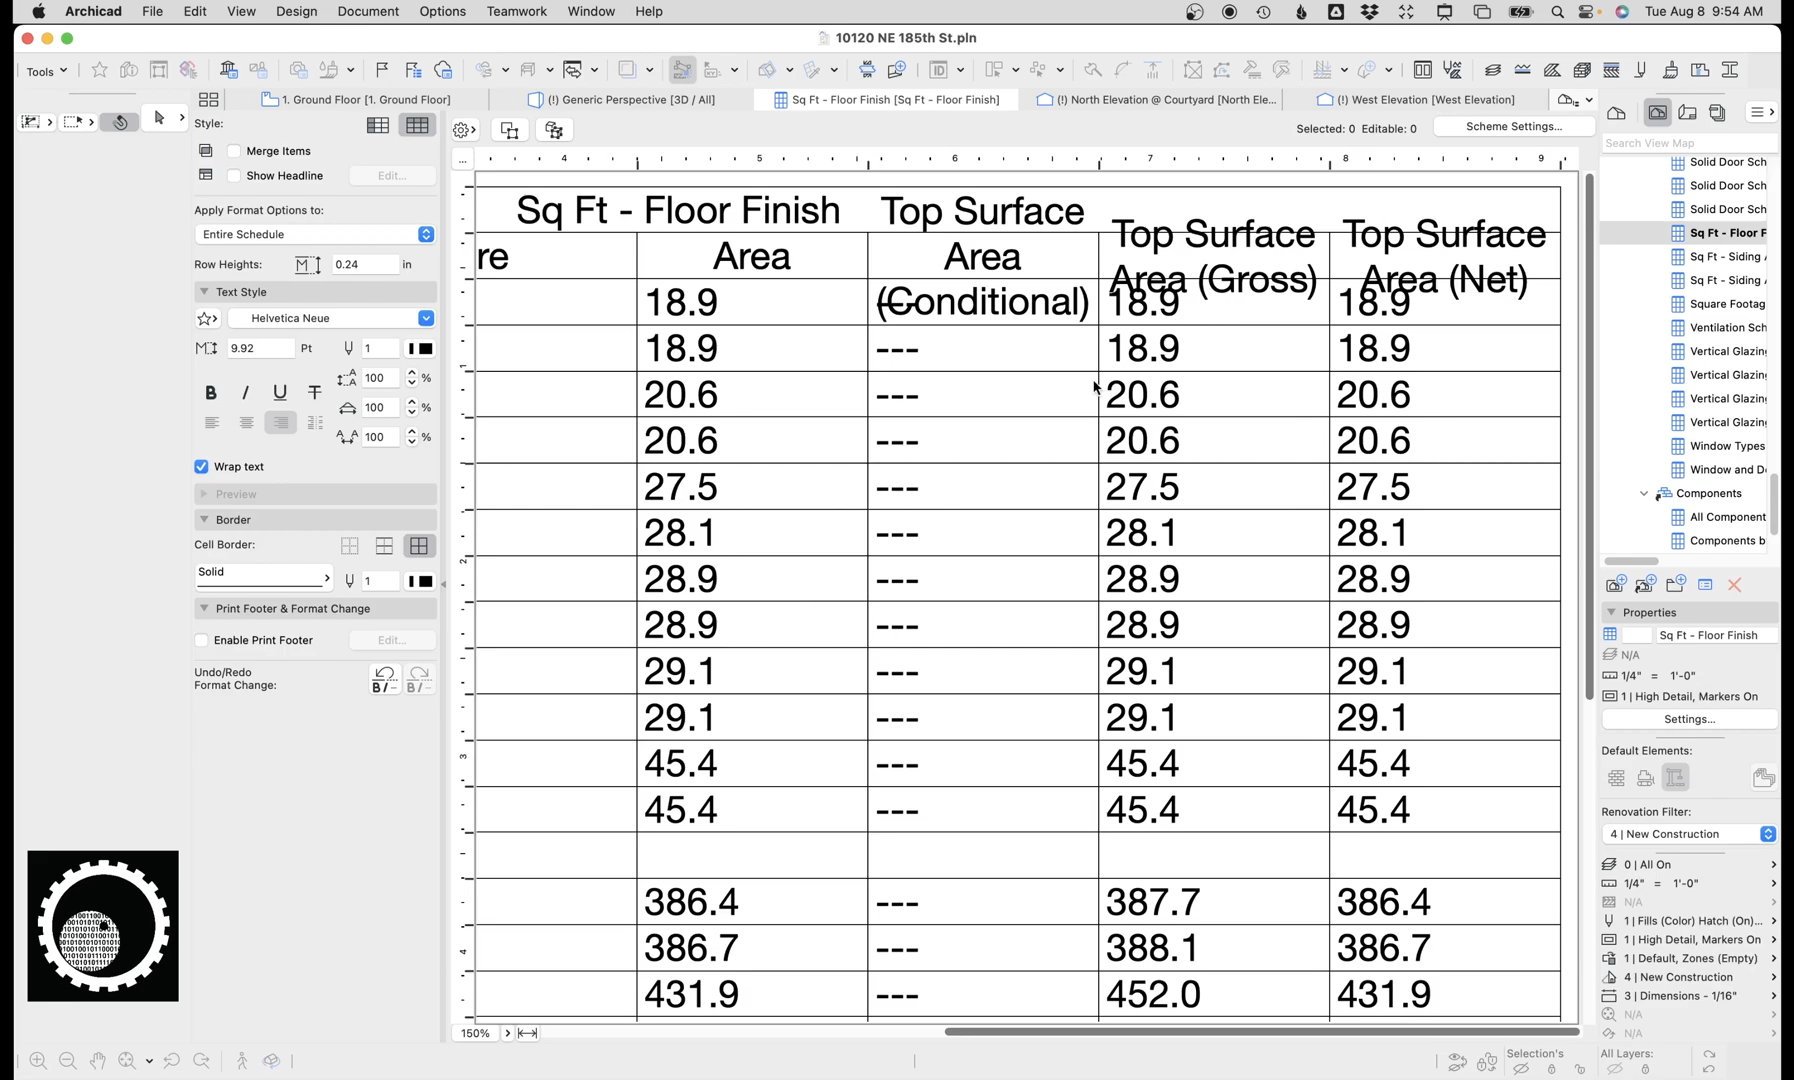 Archicad File Edit View Design Document Options Teamwork Window Help Tue Aug 8 9:54 AM
10120 NE 185th St.pln
Tools
1. Ground Floor [1. Ground Floor] (!) Generic Perspective [3D / All] Sq Ft - Floor Finish [Sq Ft - Floor Finish] (!) North Elevation @ Courtyard [North Ele... (!) West Elevation [West Elevation]
Style:
Merge Items
Show Headline Edit...
Apply Format Options to:
Entire Schedule
Row Heights: 0.24 in
Text Style
Helvetica Neue
9.92 Pt 1
100 %
B I U T
100 %
100 %
Wrap text
Preview
Border
Cell Border:
Solid 1
Print Footer & Format Change
Enable Print Footer Edit...
Undo/Redo
Format Change:
Selected: 0 Editable: 0 Scheme Settings...
4 5 6 7 8 9
1
2
3
4
Sq Ft - Floor Finish
re Area Top Surface Area (Conditional) Top Surface Area (Gross) Top Surface Area (Net)
18.9 --- 18.9 18.9
18.9 --- 18.9 18.9
20.6 --- 20.6 20.6
20.6 --- 20.6 20.6
27.5 --- 27.5 27.5
28.1 --- 28.1 28.1
28.9 --- 28.9 28.9
28.9 --- 28.9 28.9
29.1 --- 29.1 29.1
29.1 --- 29.1 29.1
45.4 --- 45.4 45.4
45.4 --- 45.4 45.4
386.4 --- 387.7 386.4
386.7 --- 388.1 386.7
431.9 --- 452.0 431.9
150%
Search View Map
Solid Door Sch
Solid Door Sch
Solid Door Sch
Sq Ft - Floor F
Sq Ft - Siding
Sq Ft - Siding
Square Footag
Ventilation Sch
Vertical Glazin
Vertical Glazin
Vertical Glazin
Vertical Glazin
Window Types
Window and D
Components
All Component
Components b
Properties
Sq Ft - Floor Finish
N/A
1/4" = 1'-0"
1 | High Detail, Markers On
Settings...
Default Elements:
Renovation Filter:
4 | New Construction
0 | All On
1/4" = 1'-0"
N/A
1 | Fills (Color) Hatch (On)...
1 | High Detail, Markers On
1 | Default, Zones (Empty)
4 | New Construction
3 | Dimensions - 1/16"
N/A
N/A
Selection's All Layers: